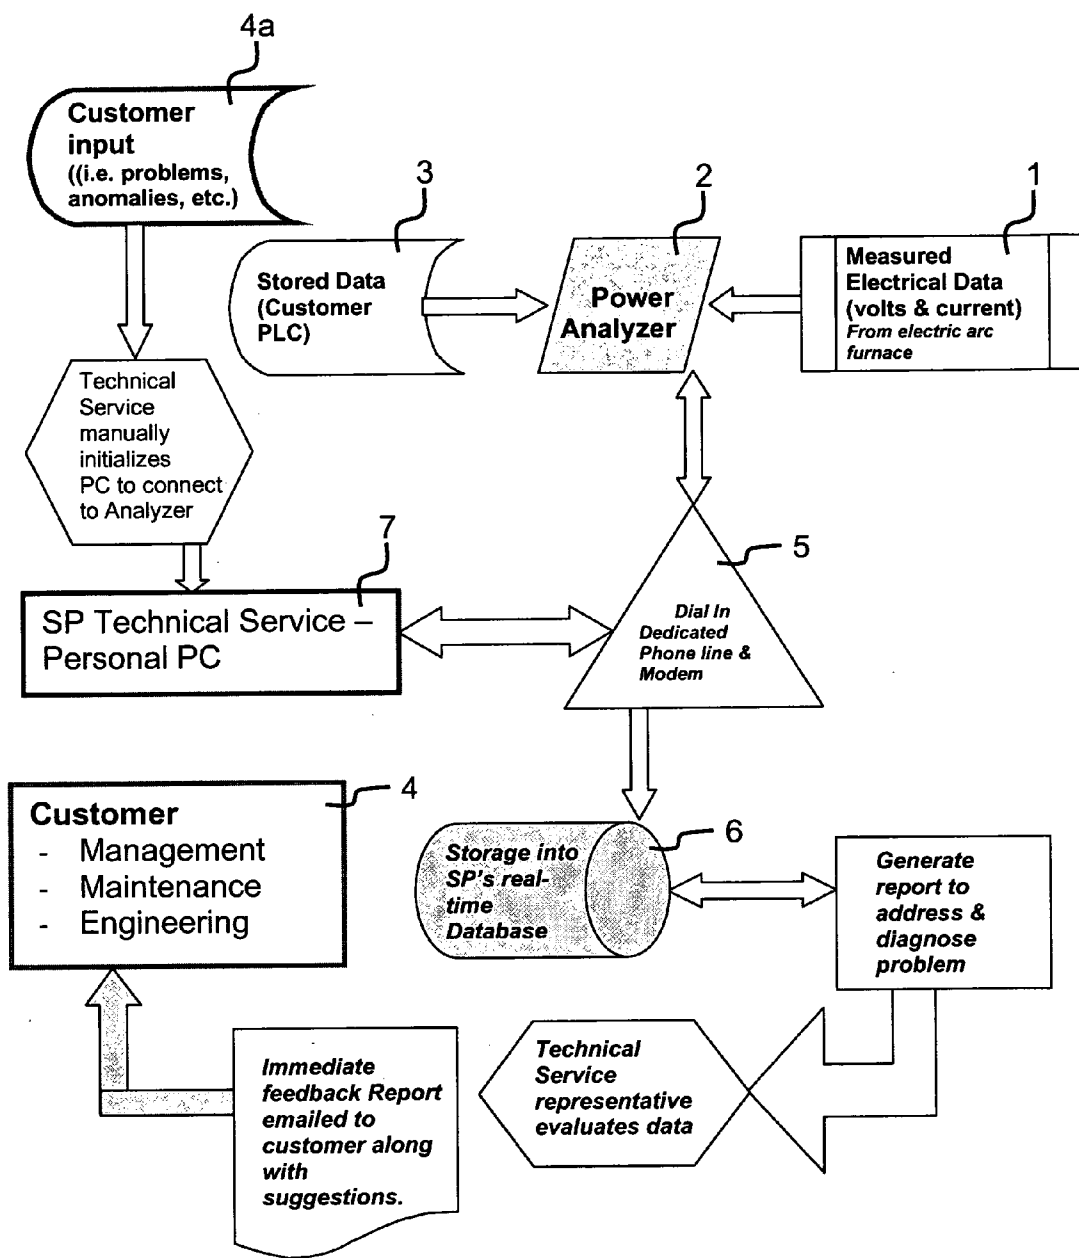 4a
Customer
input
((i.e. problems,
anomalies, etc.)
3
2
1
Stored Data
(Customer
PLC)
Power
Analyzer
Measured
Electrical Data
(volts & current)
From electric arc
furnace
Technical
Service
manually
initializes
PC to connect
to Analyzer
7
5
SP Technical Service –
Personal PC
Dial In
Dedicated
Phone line &
Modem
4
Customer
- Management
- Maintenance
- Engineering
6
Storage into
SP's real-
time
Database
Generate
report to
address &
diagnose
problem
Immediate
feedback Report
emailed to
customer along
with
suggestions.
Technical
Service
representative
evaluates data